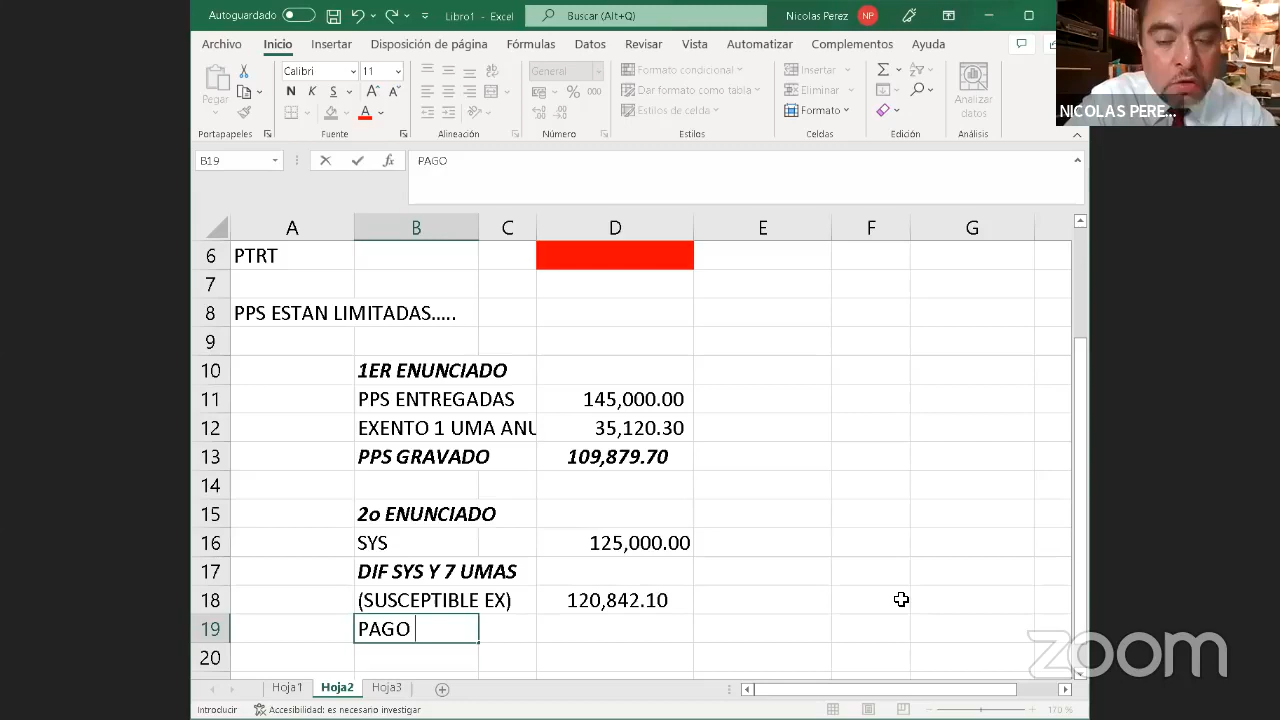 Autoguardado
Libro1 - Excel
Buscar (Alt+Q)
Nicolas Perez
NP
Archivo
Inicio
Insertar
Disposición de página
Fórmulas
Datos
Revisar
Vista
Automatizar
Complementos
Ayuda
Pegar
Calibri
11
N K S
General
% 000
Formato condicional
Dar formato como tabla
Estilos de celda
Insertar
Eliminar
Formato
Analizar
datos
Portapapeles
Fuente
Alineación
Número
Estilos
Celdas
Edición
Análisis
NICOLAS PERE...
B19
fx
PAGO
A B C D E F G
6 PTRT
7
8 PPS ESTAN LIMITADAS.....
9
10 1ER ENUNCIADO
11 PPS ENTREGADAS 145,000.00
12 EXENTO 1 UMA ANU 35,120.30
13 PPS GRAVADO 109,879.70
14
15 2o ENUNCIADO
16 SYS 125,000.00
17 DIF SYS Y 7 UMAS
18 (SUSCEPTIBLE EX) 120,842.10
19 PAGO
20
zoom
Hoja1
Hoja2
Hoja3
Introducir
Accesibilidad: es necesario investigar
170 %